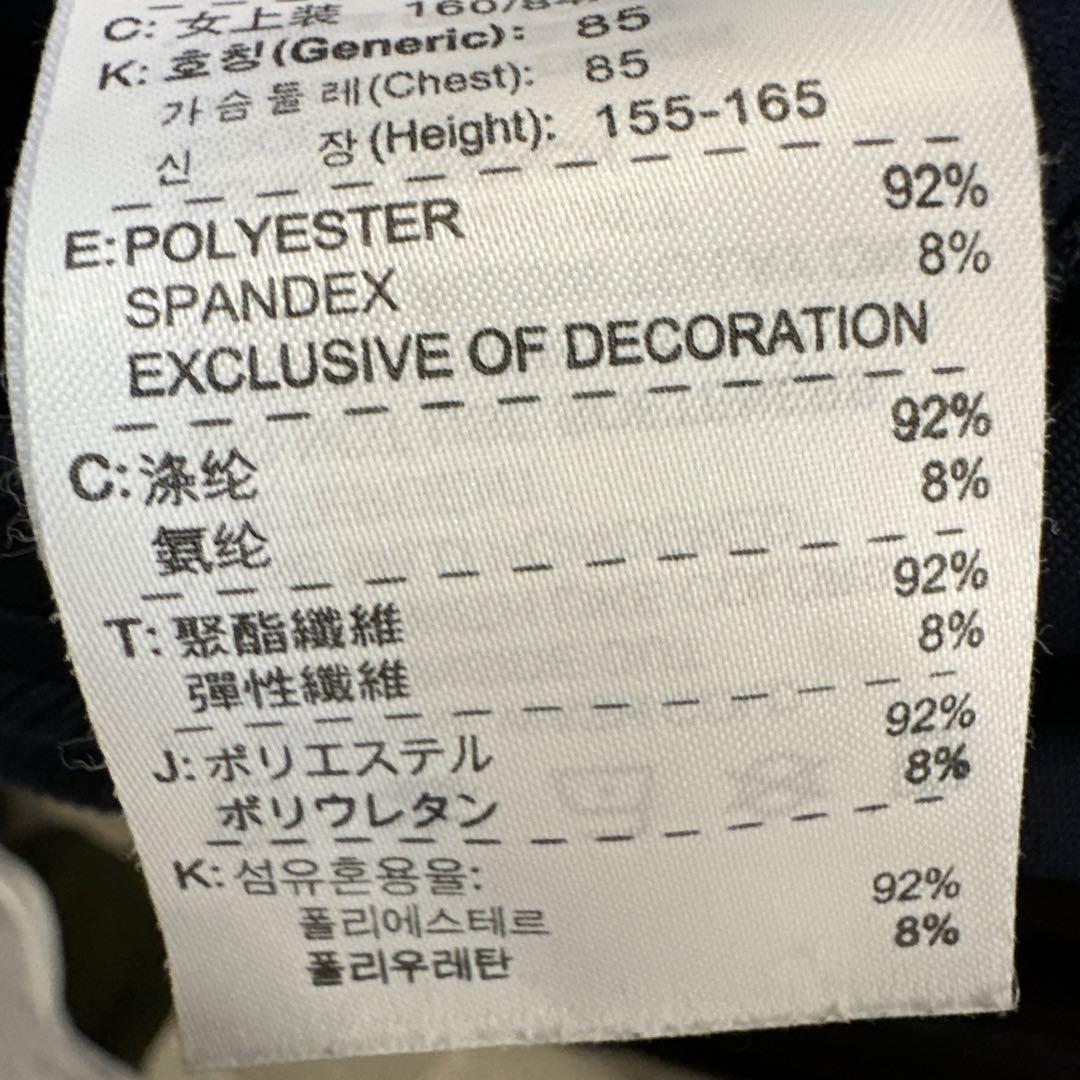 C: 女上装 160/84
K: 호칭(Generic): 85
가슴둘레(Chest): 85
신 장(Height): 155-165
E:POLYESTER 92%
SPANDEX 8%
EXCLUSIVE OF DECORATION
C:涤纶 92%
氨纶 8%
T:聚酯纖維 92%
彈性纖維 8%
J:ポリエステル 92%
ポリウレタン 8%
K:섬유혼용율:
폴리에스테르 92%
폴리우레탄 8%